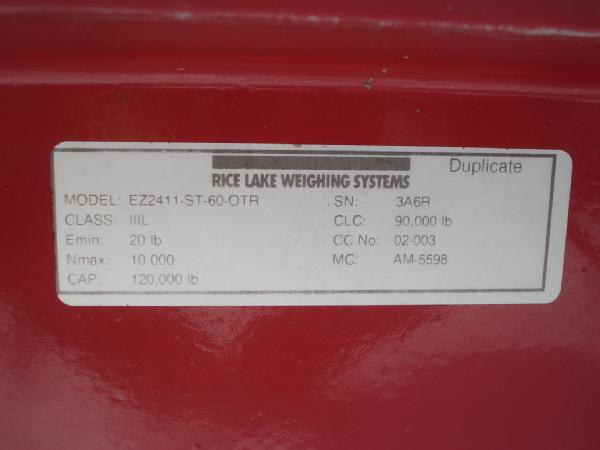 Duplicate
RICE LAKE WEIGHING SYSTEMS
MODEL: EZ2411-ST-60-OTR SN: 3A6R
CLASS: IIIL CLC: 90,000 lb
Emin: 20 lb CC No: 02-003
Nmax: 10 000 MC: AM-5598
CAP: 120,000 lb